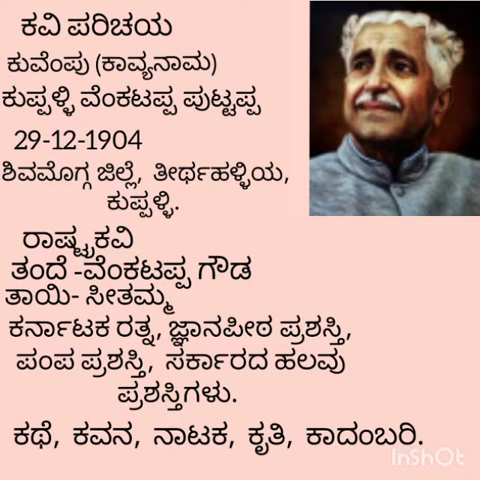 ಕವಿ ಪರಿಚಯ
ಕುವೆಂಪು (ಕಾವ್ಯನಾಮ)
ಕುಪ್ಪಳ್ಳಿ ವೆಂಕಟಪ್ಪ ಪುಟ್ಟಪ್ಪ
29-12-1904
ಶಿವಮೊಗ್ಗ ಜಿಲ್ಲೆ, ತೀರ್ಥಹಳ್ಳಿಯ,
ಕುಪ್ಪಳ್ಳಿ.
ರಾಷ್ಟ್ರಕವಿ
ತಂದೆ -ವೆಂಕಟಪ್ಪ ಗೌಡ
ತಾಯಿ- ಸೀತಮ್ಮ
ಕರ್ನಾಟಕ ರತ್ನ, ಜ್ಞಾನಪೀಠ ಪ್ರಶಸ್ತಿ,
ಪಂಪ ಪ್ರಶಸ್ತಿ, ಸರ್ಕಾರದ ಹಲವು
ಪ್ರಶಸ್ತಿಗಳು.
ಕಥೆ, ಕವನ, ನಾಟಕ, ಕೃತಿ, ಕಾದಂಬರಿ.
InShOt